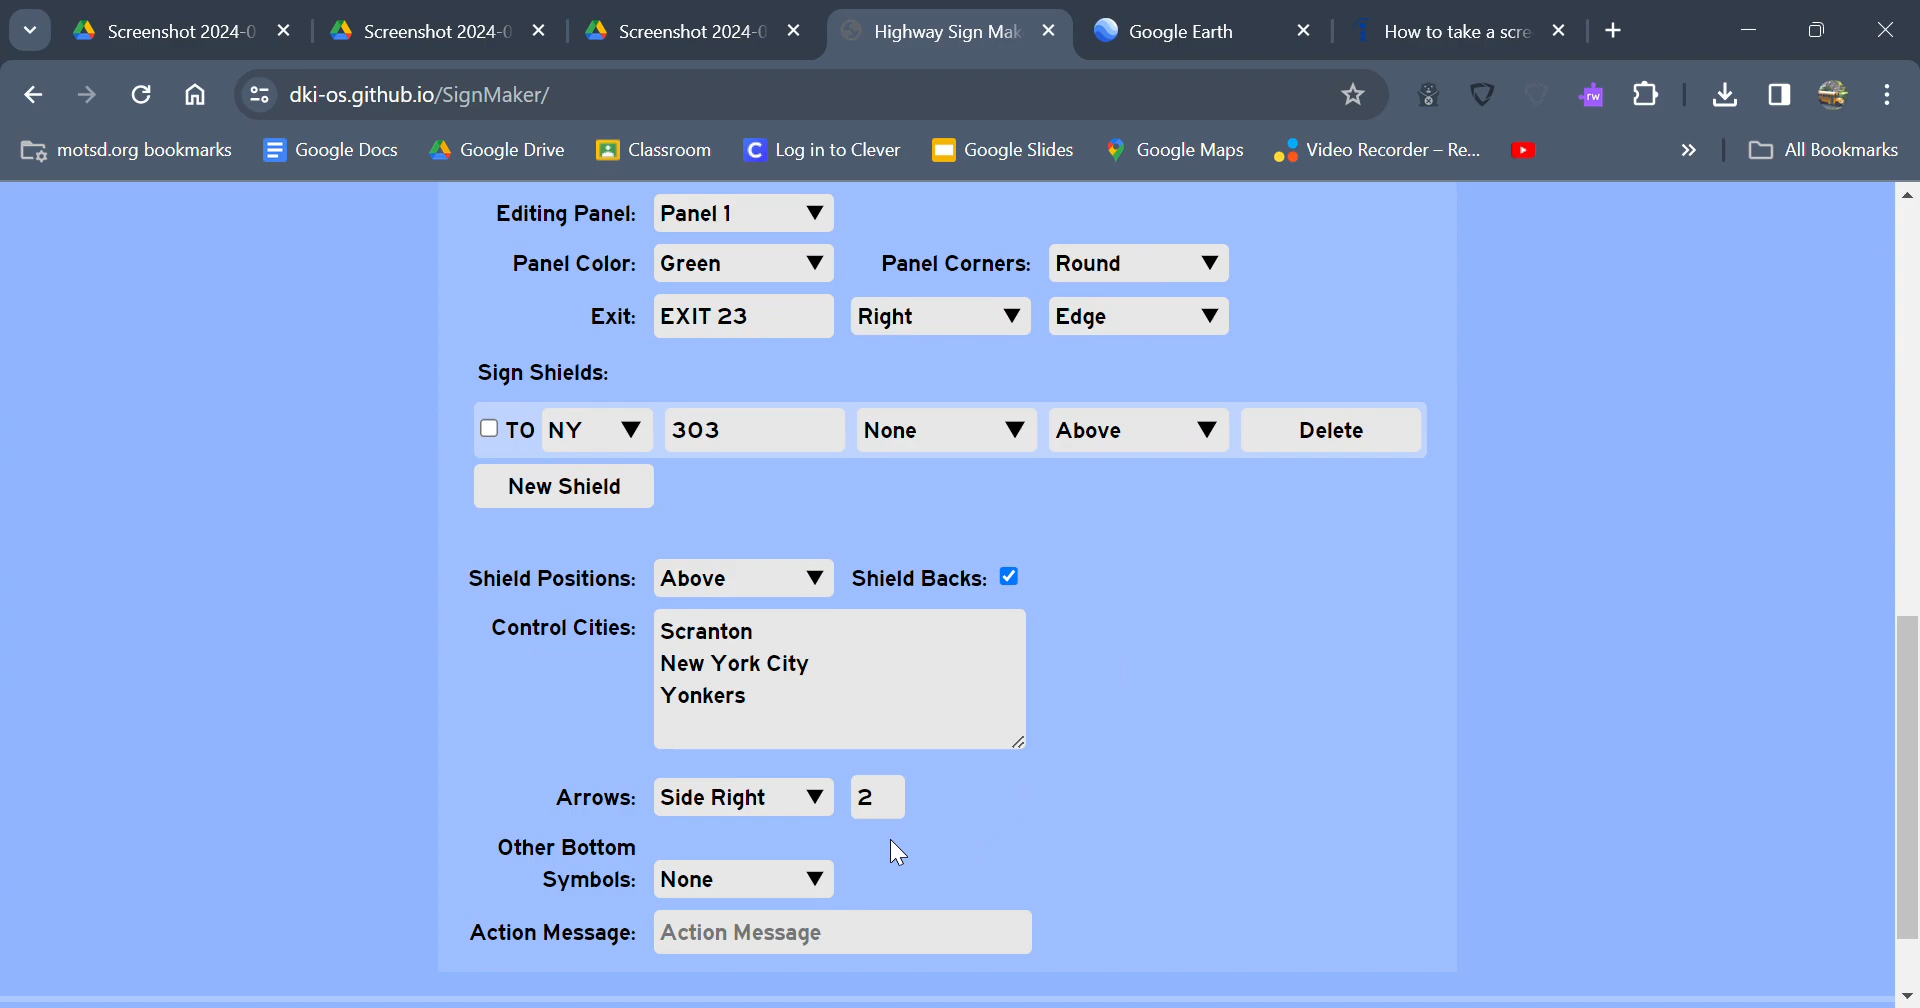 Screenshot 2024-0
Screenshot 2024-0
Screenshot 2024-0
Highway Sign Mak
Google Earth
How to take a scre
dki-os.github.io/SignMaker/
rw
motsd.org bookmarks
Google Docs
Google Drive
Classroom
C Log in to Clever
Google Slides
Google Maps
Video Recorder – Re...
All Bookmarks
Editing Panel: Panel 1
Panel Color: Green Panel Corners: Round
Exit: EXIT 23 Right Edge
Sign Shields:
TO NY 303 None Above Delete
New Shield
Shield Positions: Above Shield Backs:
Control Cities: Scranton
New York City
Yonkers
Arrows: Side Right 2
Other Bottom
Symbols: None
Action Message: Action Message